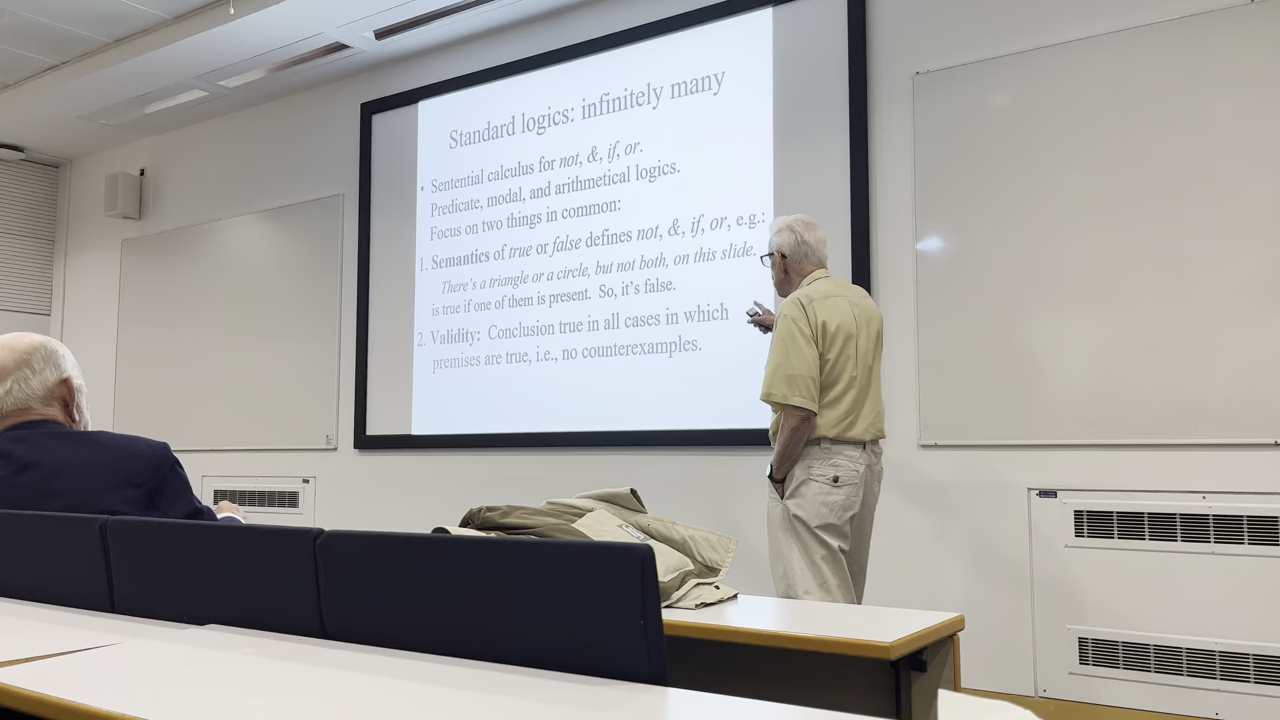 Standard logics: infinitely many
• Sentential calculus for not, &, if, or.
Predicate, modal, and arithmetical logics.
Focus on two things in common:
1. Semantics of true or false defines not, &, if, or, e.g.:
There's a triangle or a circle, but not both, on this slide.
is true if one of them is present. So, it's false.
2. Validity: Conclusion true in all cases in which
premises are true, i.e., no counterexamples.